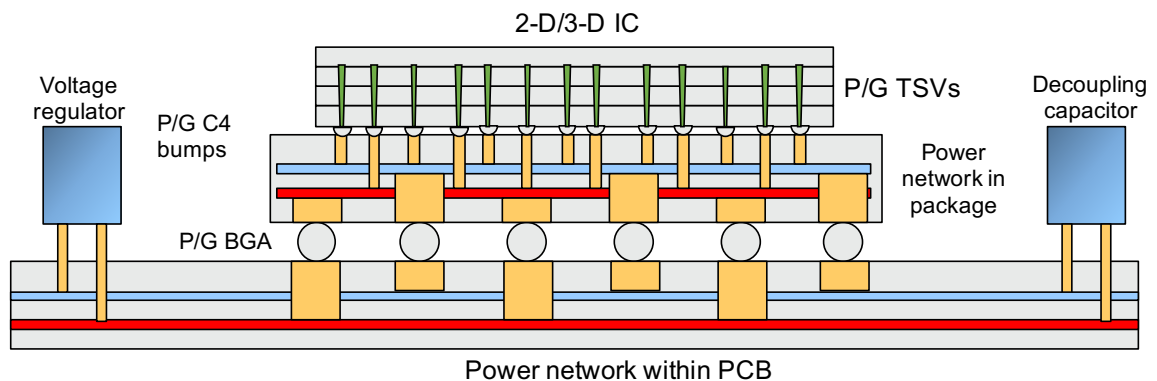 2-D/3-D IC
Voltage
regulator
P/G C4
bumps
P/G TSVs
Decoupling
capacitor
Power
network in
package
P/G BGA
Power network within PCB